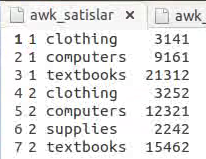 awk_satislar × awk_
1 1 clothing 3141
2 1 computers 9161
3 1 textbooks 21312
4 2 clothing 3252
5 2 computers 12321
6 2 supplies 2242
7 2 textbooks 15462